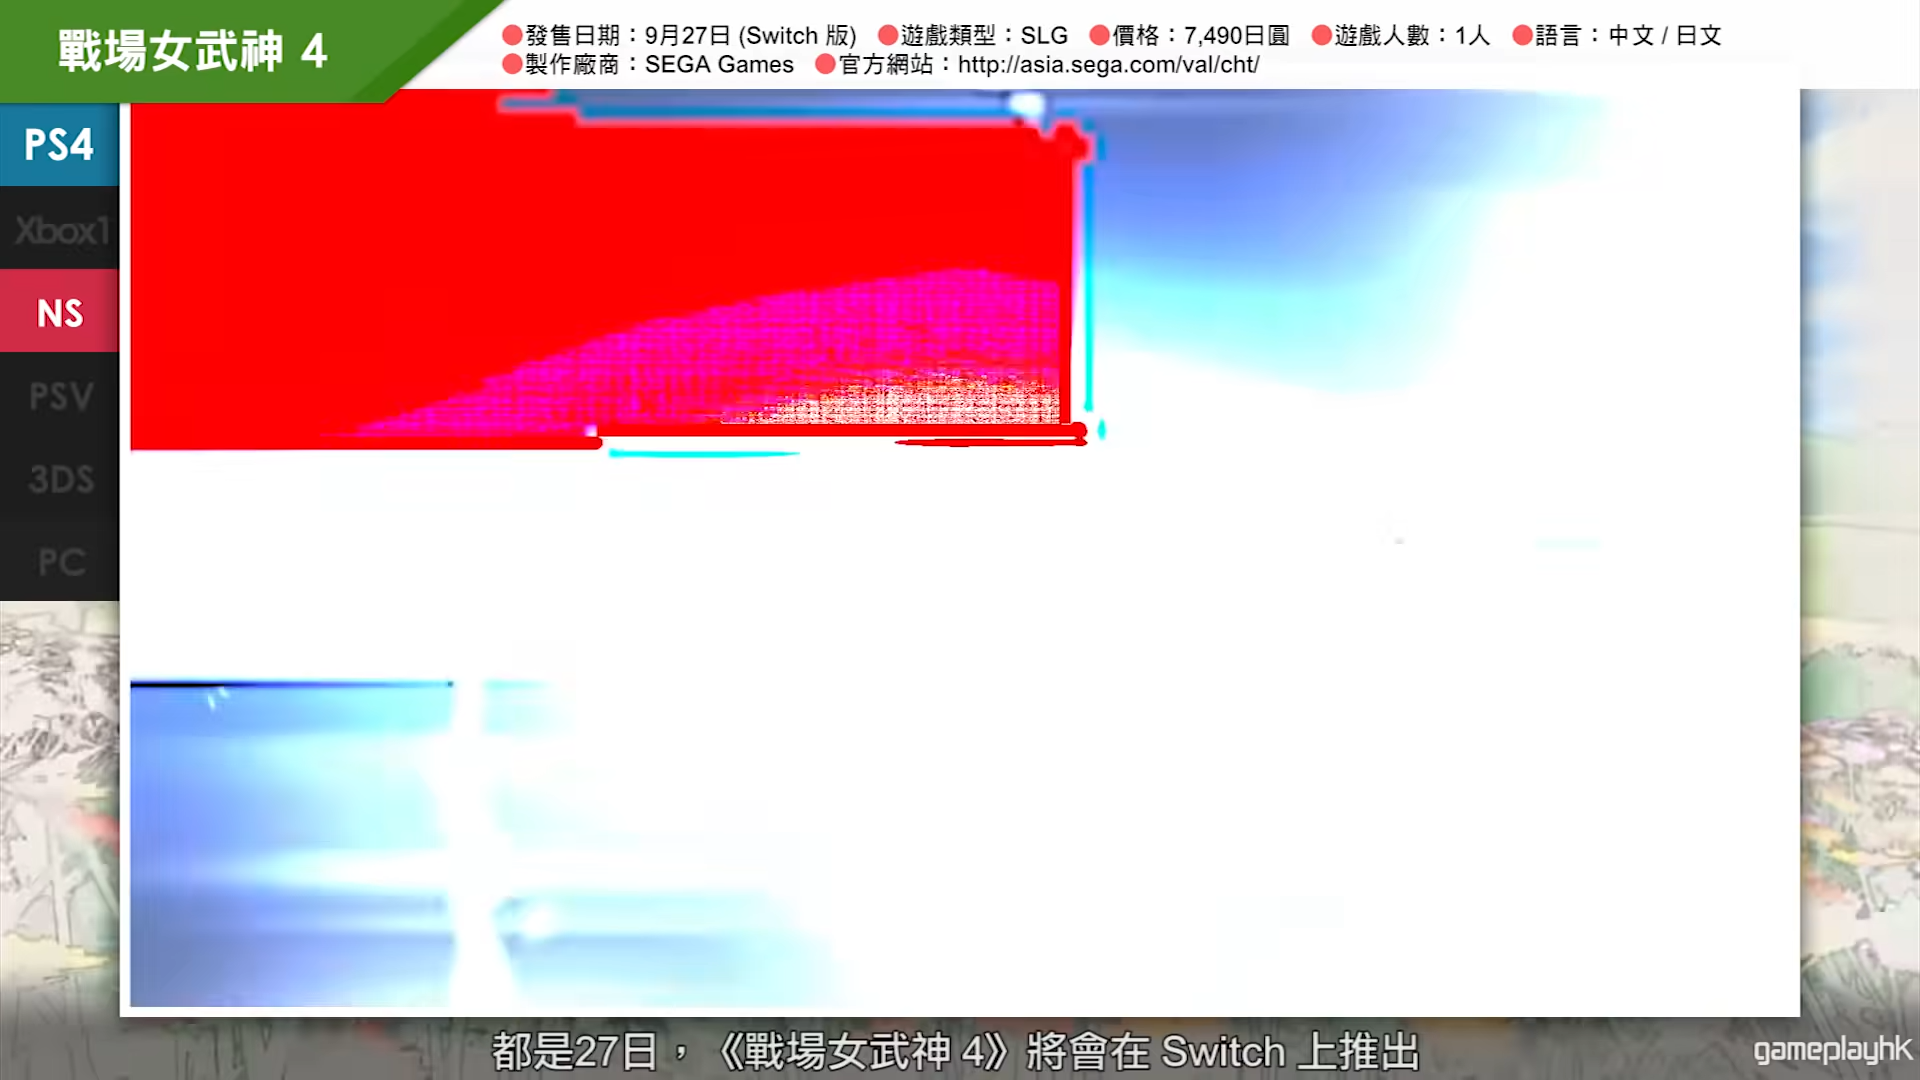 戰場女武神 4
●發售日期：9月27日 (Switch 版) ●遊戲類型：SLG ●價格：7,490日圓 ●遊戲人數：1人 ●語言：中文 / 日文
●製作廠商：SEGA Games ●官方網站：http://asia.sega.com/val/cht/
PS4
Xbox1
NS
PSV
3DS
PC
都是27日，《戰場女武神 4》將會在 Switch 上推出
gameplayhk